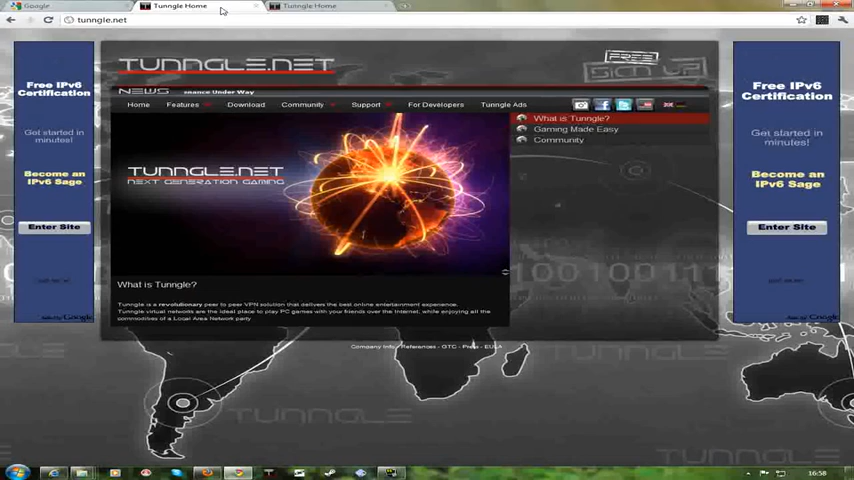 Google
Tunngle Home
Tunngle Home
tunngle.net
TUNNGLE.NET
FREE!
SIGN UP
NEWS
nance Under Way
Home Features Download Community Support For Developers Tunngle Ads
Free IPv6
Certification
Get started in
minutes!
Become an
IPv6 Sage
Enter Site
TUNNGLE.NET
NEXT GENERATION GAMING
What is Tunngle?
Gaming Made Easy
Community
Free IPv6
Certification
Get started in
minutes!
Become an
IPv6 Sage
Enter Site
What is Tunngle?
Tunngle is a revolutionary peer to peer VPN solution that delivers the best online entertainment experience.
Tunngle virtual networks are the ideal place to play PC games with your friends over the Internet, while enjoying all the
commodities of a Local Area Network party
Company Info - References - GTC - Press - EULA
TUNNGLE
16:58